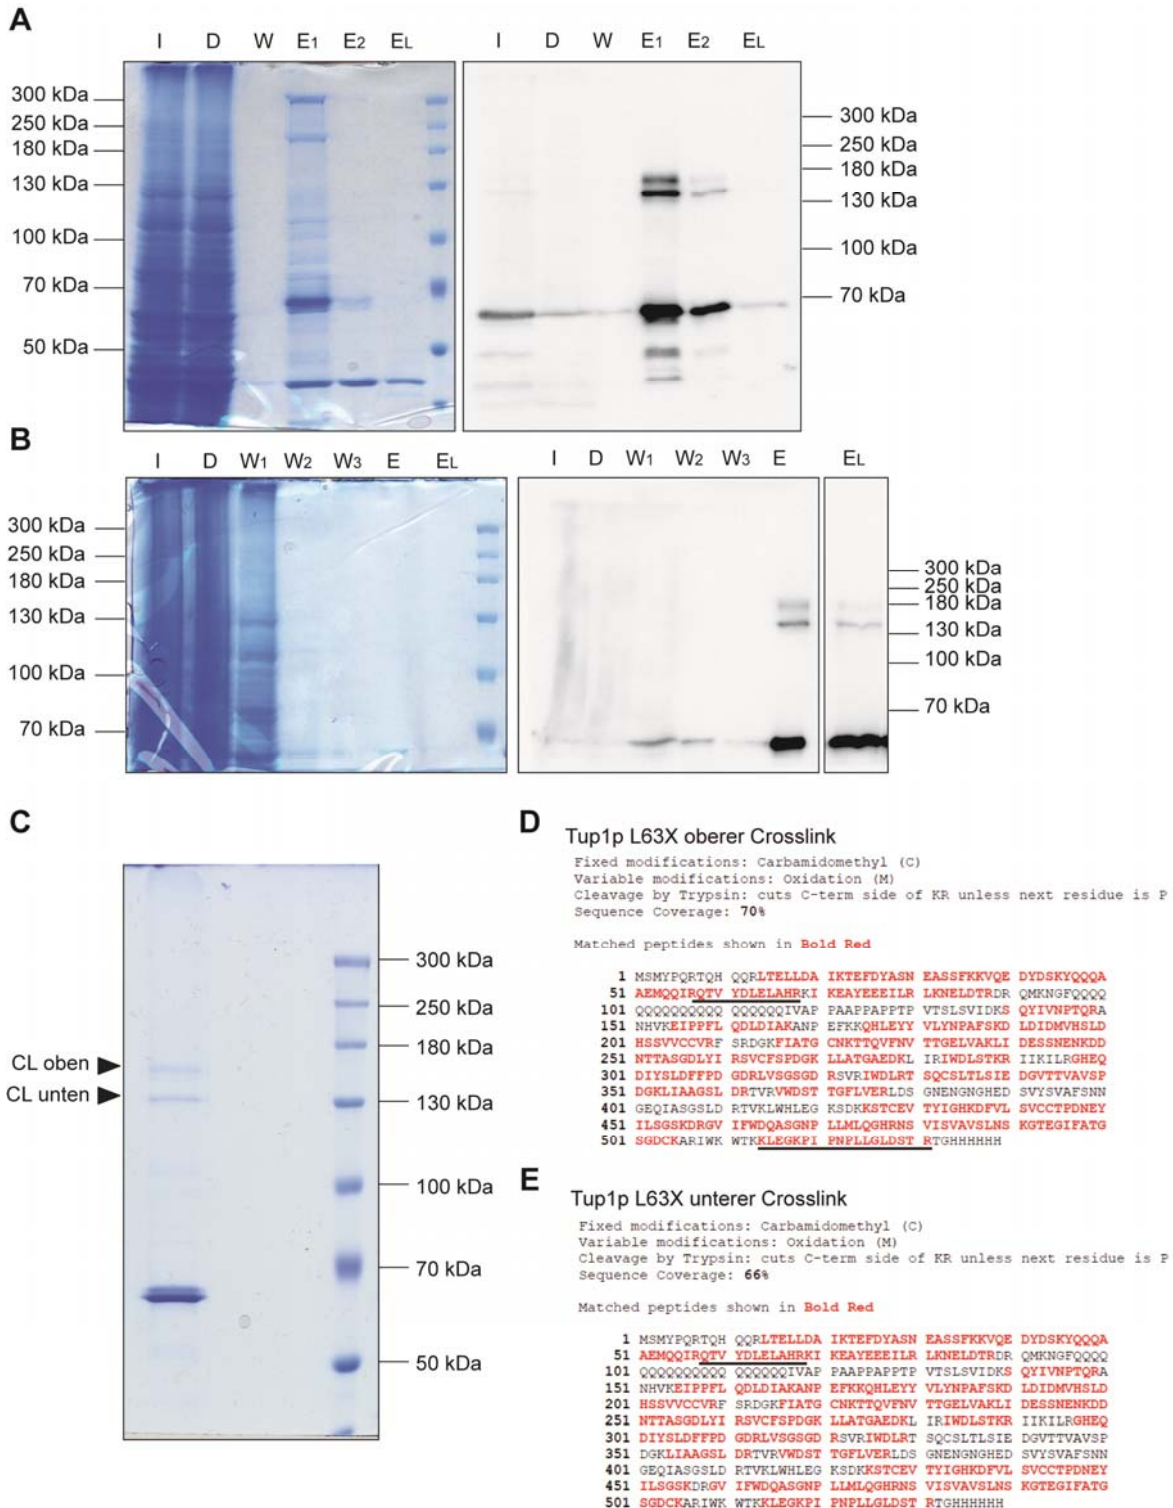 A
I D W E1 E2 EL
I D W E1 E2 EL
300 kDa
250 kDa
180 kDa
130 kDa
100 kDa
70 kDa
50 kDa
300 kDa
250 kDa
180 kDa
130 kDa
100 kDa
70 kDa
B
I D W1 W2 W3 E EL
I D W1 W2 W3 E EL
300 kDa
250 kDa
180 kDa
130 kDa
100 kDa
70 kDa
300 kDa
250 kDa
180 kDa
130 kDa
100 kDa
70 kDa
C
CL oben
CL unten
300 kDa
250 kDa
180 kDa
130 kDa
100 kDa
70 kDa
50 kDa
D
Tup1p L63X oberer Crosslink
Fixed modifications: Carbamidomethyl (C)
Variable modifications: Oxidation (M)
Cleavage by Trypsin: cuts C-term side of KR unless next residue is P
Sequence Coverage: 70%
Matched peptides shown in Bold Red
1 MSMYPQRTQH QQRLTELLDA IKTEFDYASN EASSFKKVQE DYDSKYQQQA
51 AEMQQIRQTV YDLELAHRKI KEAYEEEILR LKNELDTRDR QMKNGFQQQQ
101 QQQQQQQQQQ QQQQQQIVAP PAAPPAPPTP VTSLSVIDKS QYIVNPTQRA
151 NHVKEIPPFL QDLDIAKANP EFKKQHLEYY VLYNPAFSKD LDIDMVHSLD
201 HSSVVCCVRF SRDGKFIATG CNKTTQVFNV TTGELVAKLI DESSNENKDD
251 NTTASGDLYI RSVCFSPDGK LLATGAEDKL IRIWDLSTKR IIKILRGHEQ
301 DIYSLDFFPD GDRLVSGSGD RSVRIWDLRT SQCSLTLSIE DGVTTVAVSP
351 DGKLIAAGSL DRTVRVWDST TGFLVERLDS GNENGNGHED SVYSVAFSNN
401 GEQIASGSLD RTVKLWHLEG KSDKKSTCEV TYIGHKDFVL SVCCTPDNEY
451 ILSGSKDRGV IFWDQASGNP LLMLQGHRNS VISVAVSLNS KGTEGIFATG
501 SGDCKARIWK WTKKLEGKPI PNPLLGLDST RTGHHHHHH
E
Tup1p L63X unterer Crosslink
Fixed modifications: Carbamidomethyl (C)
Variable modifications: Oxidation (M)
Cleavage by Trypsin: cuts C-term side of KR unless next residue is P
Sequence Coverage: 66%
Matched peptides shown in Bold Red
1 MSMYPQRTQH QQRLTELLDA IKTEFDYASN EASSFKKVQE DYDSKYQQQA
51 AEMQQIRQTV YDLELAHRKI KEAYEEEILR LKNELDTRDR QMKNGFQQQQ
101 QQQQQQQQQQ QQQQQQIVAP PAAPPAPPTP VTSLSVIDKS QYIVNPTQRA
151 NHVKEIPPFL QDLDIAKANP EFKKQHLEYY VLYNPAFSKD LDIDMVHSLD
201 HSSVVCCVRF SRDGKFIATG CNKTTQVFNV TTGELVAKLI DESSNENKDD
251 NTTASGDLYI RSVCFSPDGK LLATGAEDKL IRIWDLSTKR IIKILRGHEQ
301 DIYSLDFFPD GDRLVSGSGD RSVRIWDLRT SQCSLTLSIE DGVTTVAVSP
351 DGKLIAAGSL DRTVRVWDST TGFLVERLDS GNENGNGHED SVYSVAFSNN
401 GEQIASGSLD RTVKLWHLEG KSDKKSTCEV TYIGHKDFVL SVCCTPDNEY
451 ILSGSKDRGV IFWDQASGNP LLMLQGHRNS VISVAVSLNS KGTEGIFATG
501 SGDCKARIWK WTKKLEGKPI PNPLLGLDST RTGHHHHHH